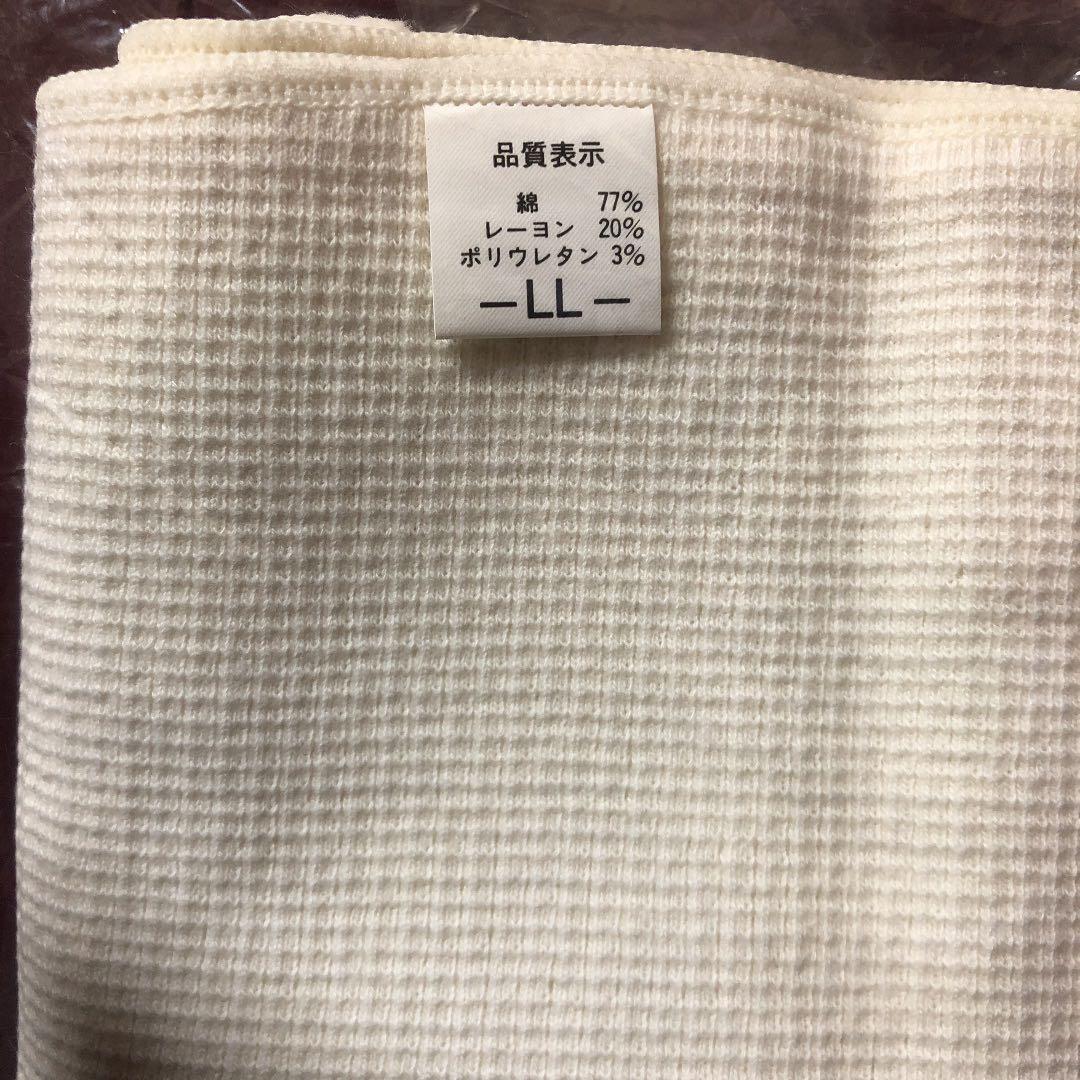 品質表示
綿 77%
レーヨン 20%
ポリウレタン 3%
－LL－